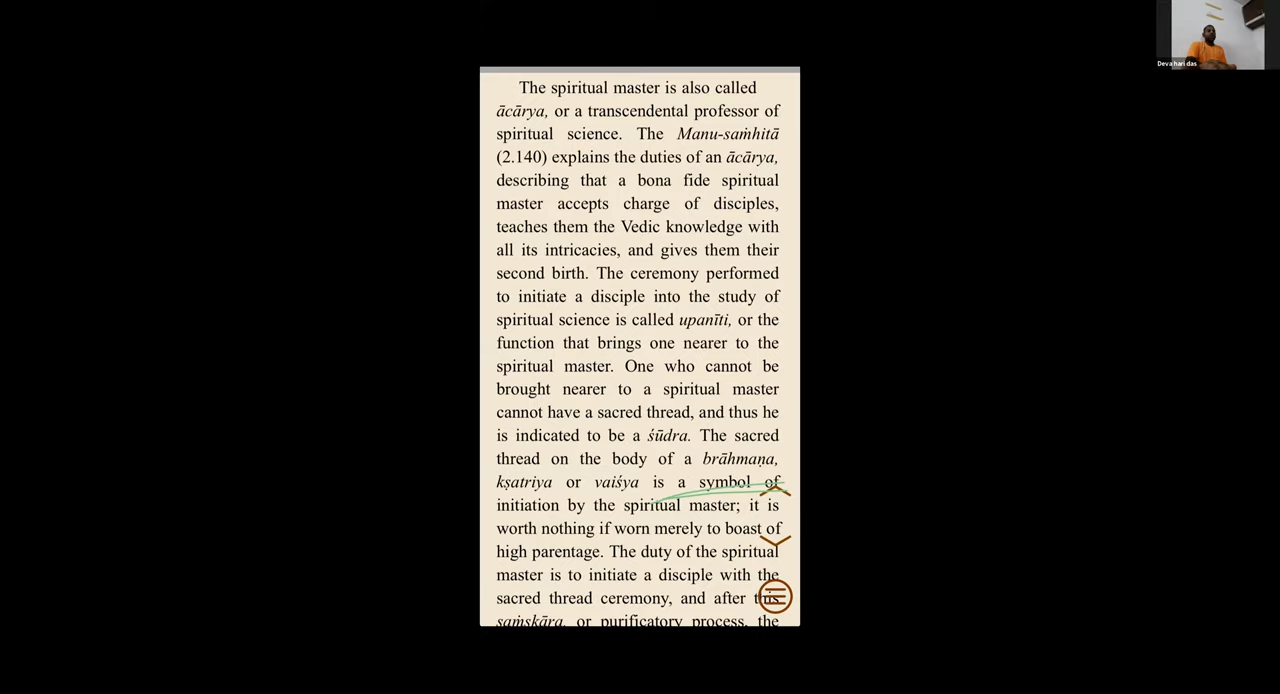 The spiritual master is also called
ācārya, or a transcendental professor of
spiritual science. The Manu-saṁhitā
(2.140) explains the duties of an ācārya,
describing that a bona fide spiritual
master accepts charge of disciples,
teaches them the Vedic knowledge with
all its intricacies, and gives them their
second birth. The ceremony performed
to initiate a disciple into the study of
spiritual science is called upanīti, or the
function that brings one nearer to the
spiritual master. One who cannot be
brought nearer to a spiritual master
cannot have a sacred thread, and thus he
is indicated to be a śūdra. The sacred
thread on the body of a brāhmaṇa,
kṣatriya or vaiśya is a symbol of
initiation by the spiritual master; it is
worth nothing if worn merely to boast of
high parentage. The duty of the spiritual
master is to initiate a disciple with the
sacred thread ceremony, and after this
saṁskāra, or purificatory process, the
Deva hari das